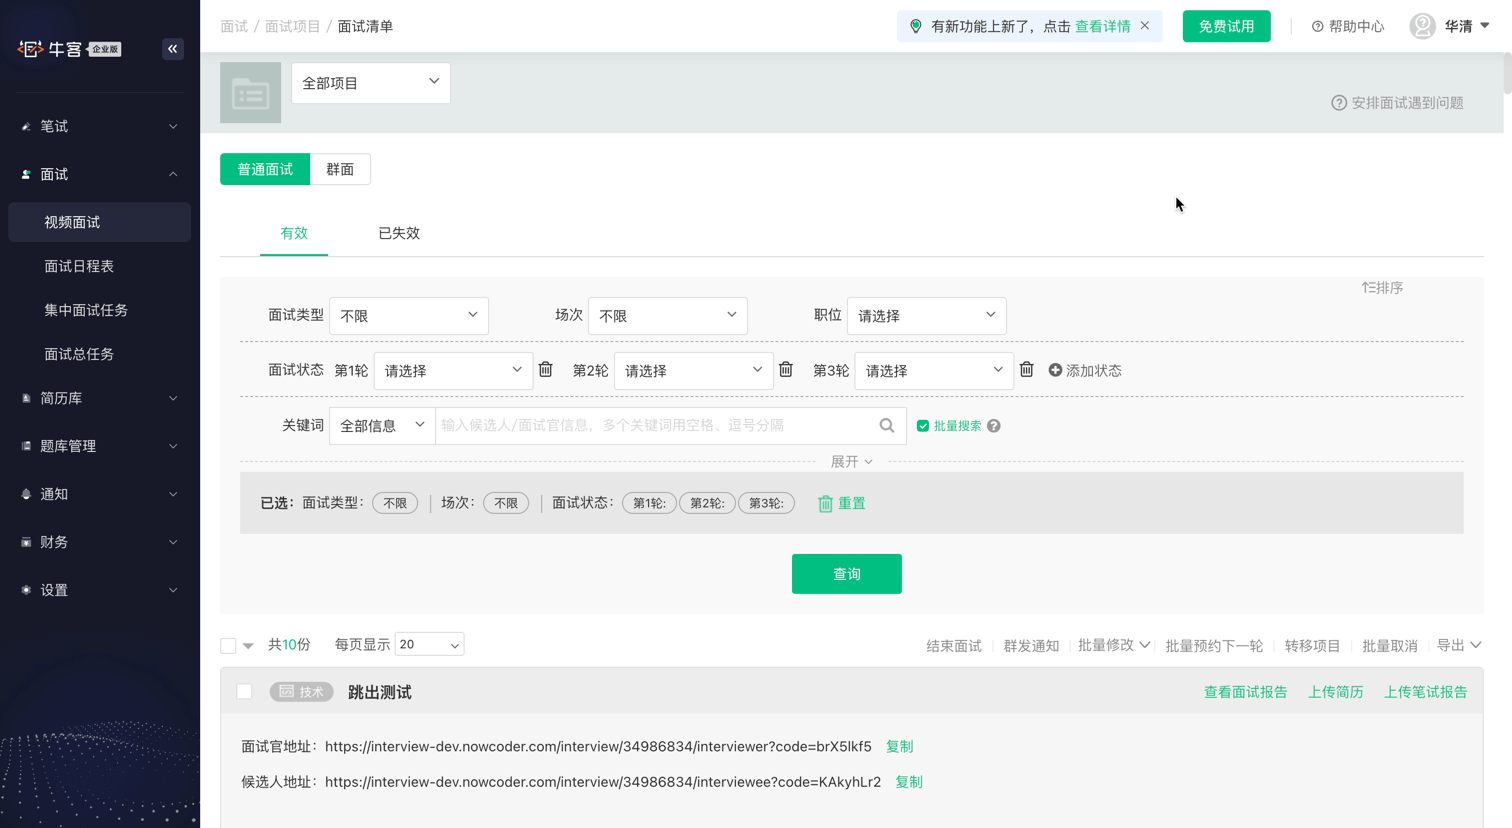 牛客 企业版
面试 / 面试项目 / 面试清单
有新功能上新了，点击 查看详情
免费试用
帮助中心
华清
笔试
面试
视频面试
面试日程表
集中面试任务
面试总任务
简历库
题库管理
通知
财务
设置
全部项目
安排面试遇到问题
普通面试 群面
有效 已失效
排序
面试类型 不限 场次 不限 职位 请选择
面试状态 第1轮 请选择 第2轮 请选择 第3轮 请选择 添加状态
关键词 全部信息 输入候选人/面试官信息，多个关键词用空格、逗号分隔 批量搜索
展开
已选： 面试类型： 不限 | 场次： 不限 | 面试状态： 第1轮: 第2轮: 第3轮: 重置
查询
共10份 每页显示 20 结束面试 群发通知 批量修改 批量预约下一轮 转移项目 批量取消 导出
技术 跳出测试 查看面试报告 上传简历 上传笔试报告
面试官地址： https://interview-dev.nowcoder.com/interview/34986834/interviewer?code=brX5lkf5 复制
候选人地址： https://interview-dev.nowcoder.com/interview/34986834/interviewee?code=KAkyhLr2 复制